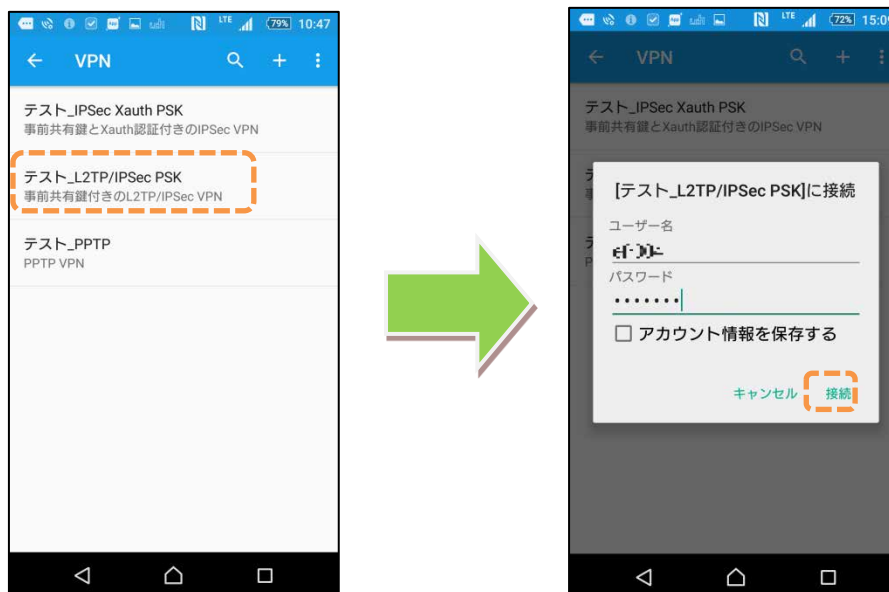 LTE
79%
10:47
VPN
テスト_IPSec Xauth PSK
事前共有鍵とXauth認証付きのIPSec VPN
テスト_L2TP/IPSec PSK
事前共有鍵付きのL2TP/IPSec VPN
テスト_PPTP
PPTP VPN
LTE
72%
VPN
テスト_IPSec Xauth PSK
事前共有鍵とXauth認証付きのIPSec VPN
[テスト_L2TP/IPSec PSK]に接続
ユーザー名
パスワード
•••••••
アカウント情報を保存する
キャンセル
接続